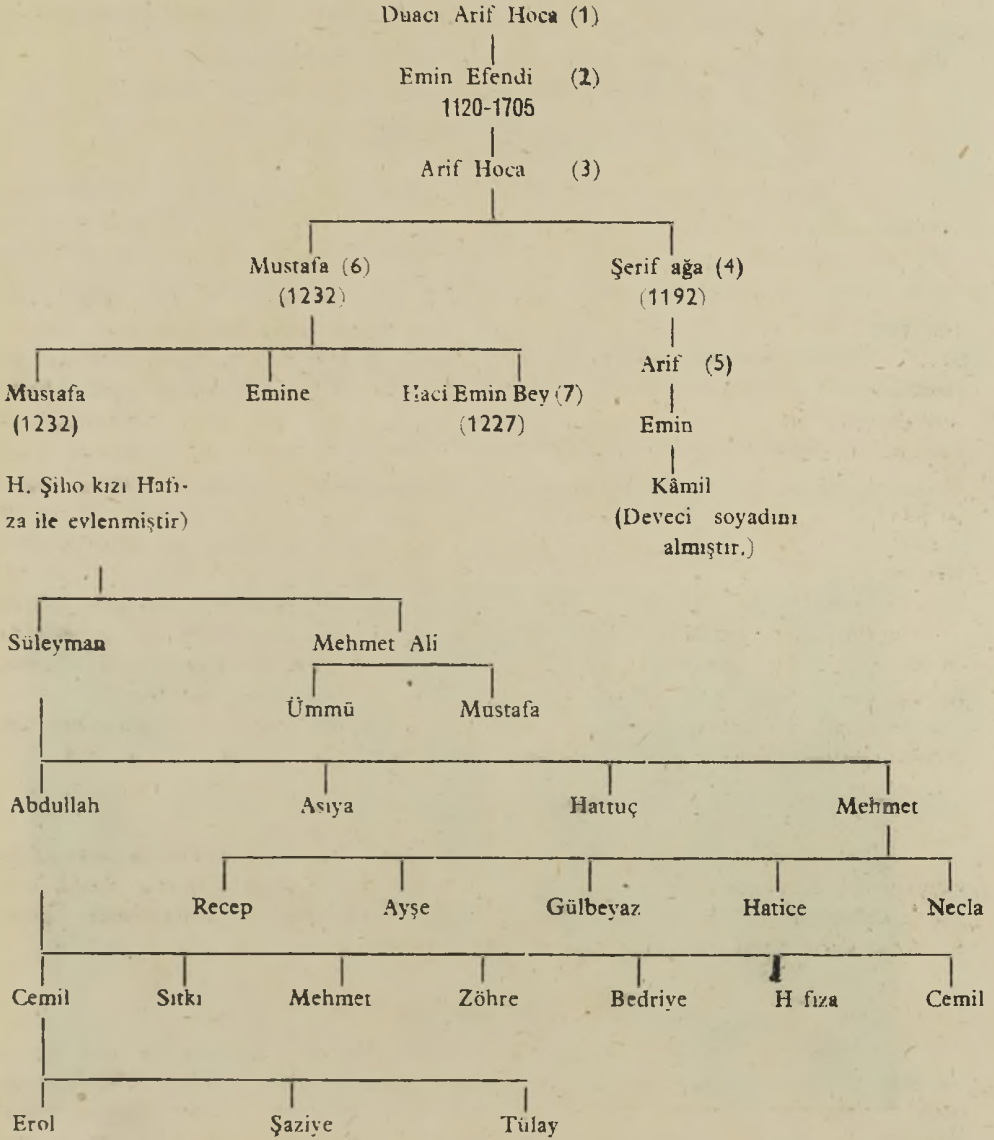 Duacı Arif Hoca (1)
Emin Efendi (2)
1120-1705
Arif Hoca (3)
Mustafa (6) Şerif ağa (4)
(1232) (1192)
Arif (5)
Mustafa Emine Haci Emin Bey (7)
(1232) (1227) Emin
H. Şiho kızı Hafı- Kâmil
za ile evlenmiştir) (Deveci soyadını
almıştır.)
Süleyman Mehmet Ali
Ümmü Mustafa
Abdullah Asıya Hattuç Mehmet
Recep Ayşe Gülbeyaz Hatice Necla
Cemil Sıtkı Mehmet Zöhre Bedriye H fıza Cemil
Erol Şaziye Tülay